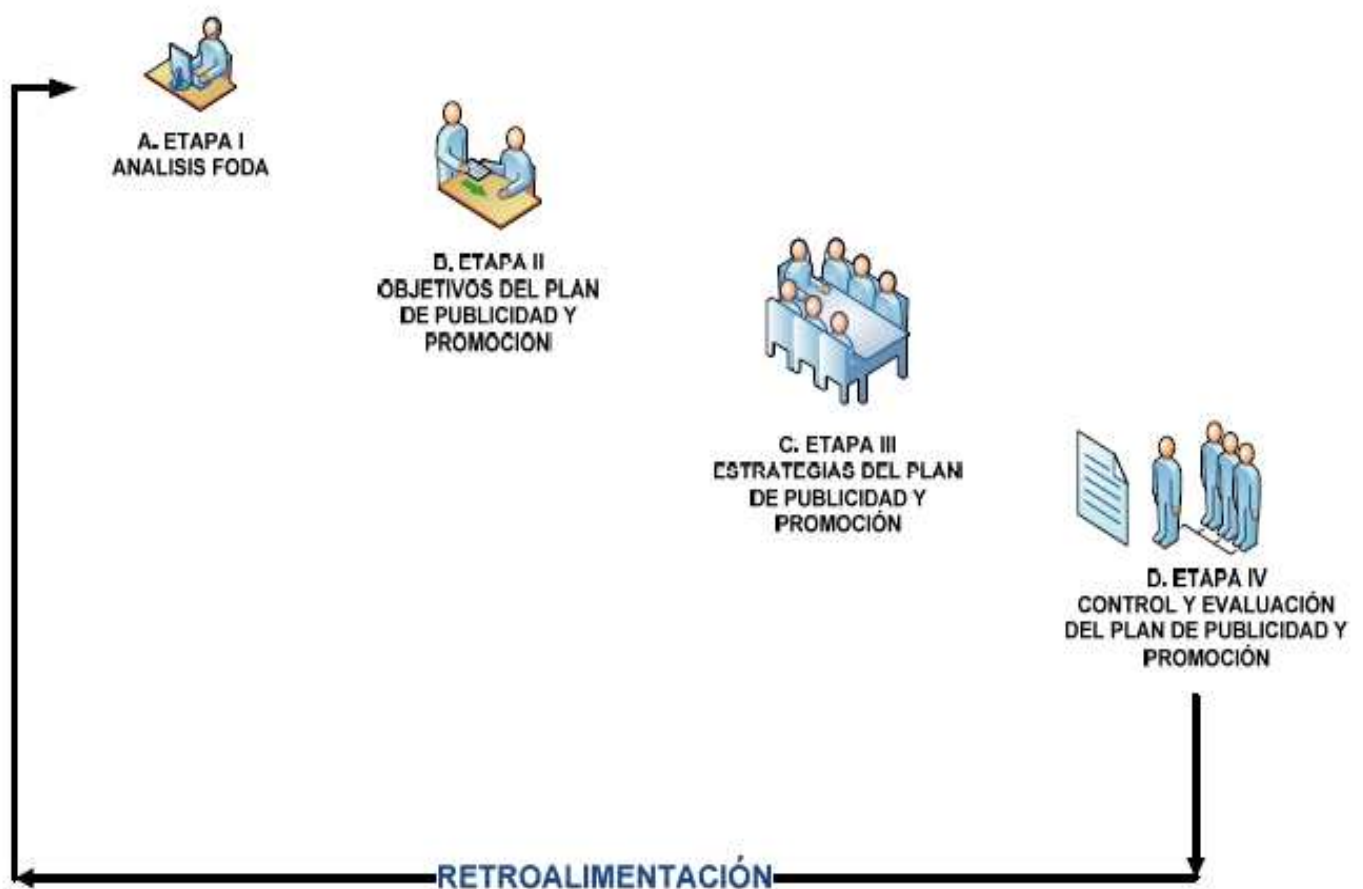 A. ETAPA I
ANALISIS FODA
B. ETAPA II
OBJETIVOS DEL PLAN
DE PUBLICIDAD Y
PROMOCION
C. ETAPA III
ESTRATEGIAS DEL PLAN
DE PUBLICIDAD Y
PROMOCIÓN
D. ETAPA IV
CONTROL Y EVALUACIÓN
DEL PLAN DE PUBLICIDAD Y
PROMOCIÓN
RETROALIMENTACIÓN